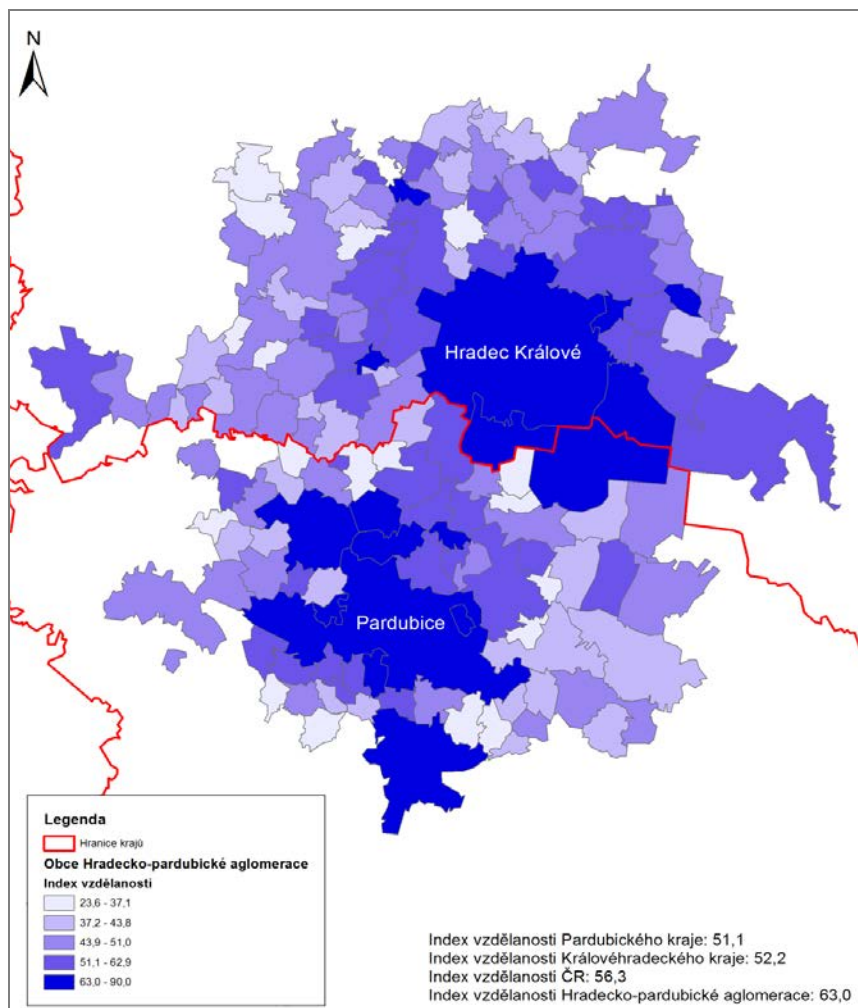 N
Hradec Králové
Pardubice
Legenda
Hranice krajů
Obce Hradecko-pardubické aglomerace
Index vzdělanosti
23,6 - 37,1
37,2 - 43,8
43,9 - 51,0
51,1 - 62,9
63,0 - 90,0
Index vzdělanosti Pardubického kraje: 51,1
Index vzdělanosti Královéhradeckého kraje: 52,2
Index vzdělanosti ČR: 56,3
Index vzdělanosti Hradecko-pardubické aglomerace: 63,0